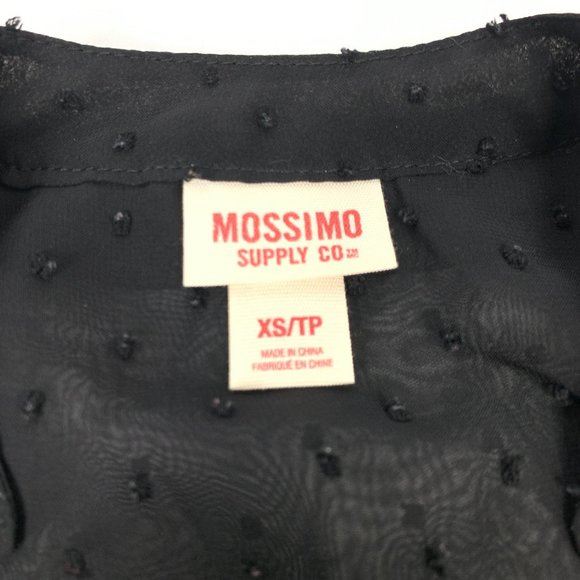 MOSSIMO
SUPPLY CO
XS/TP
MADE IN CHINA
FABRIQUÉ EN CHINE